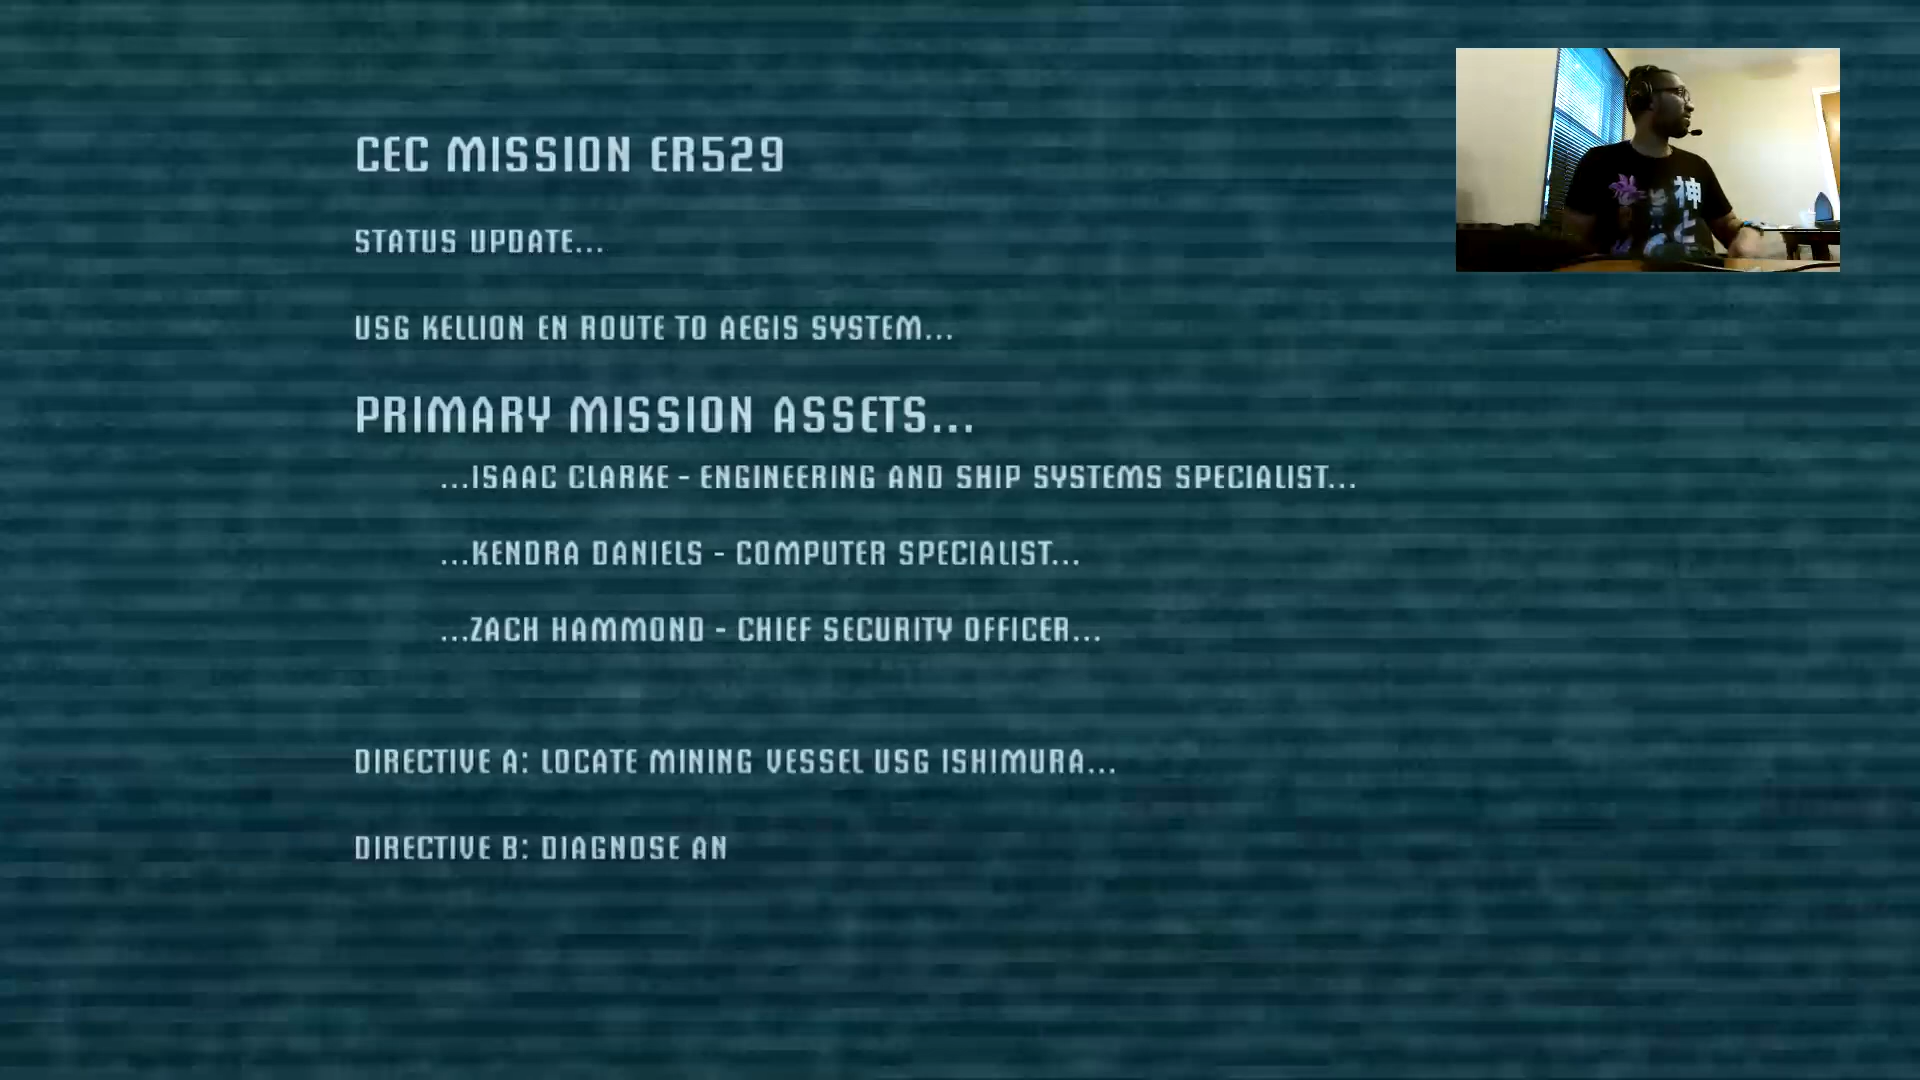 CEC MISSION ER529
STATUS UPDATE...
USG KELLION EN ROUTE TO AEGIS SYSTEM...
PRIMARY MISSION ASSETS...
...ISAAC CLARKE - ENGINEERING AND SHIP SYSTEMS SPECIALIST...
...KENDRA DANIELS - COMPUTER SPECIALIST...
...ZACH HAMMOND - CHIEF SECURITY OFFICER...
DIRECTIVE A: LOCATE MINING VESSEL USG ISHIMURA...
DIRECTIVE B: DIAGNOSE AN
神と